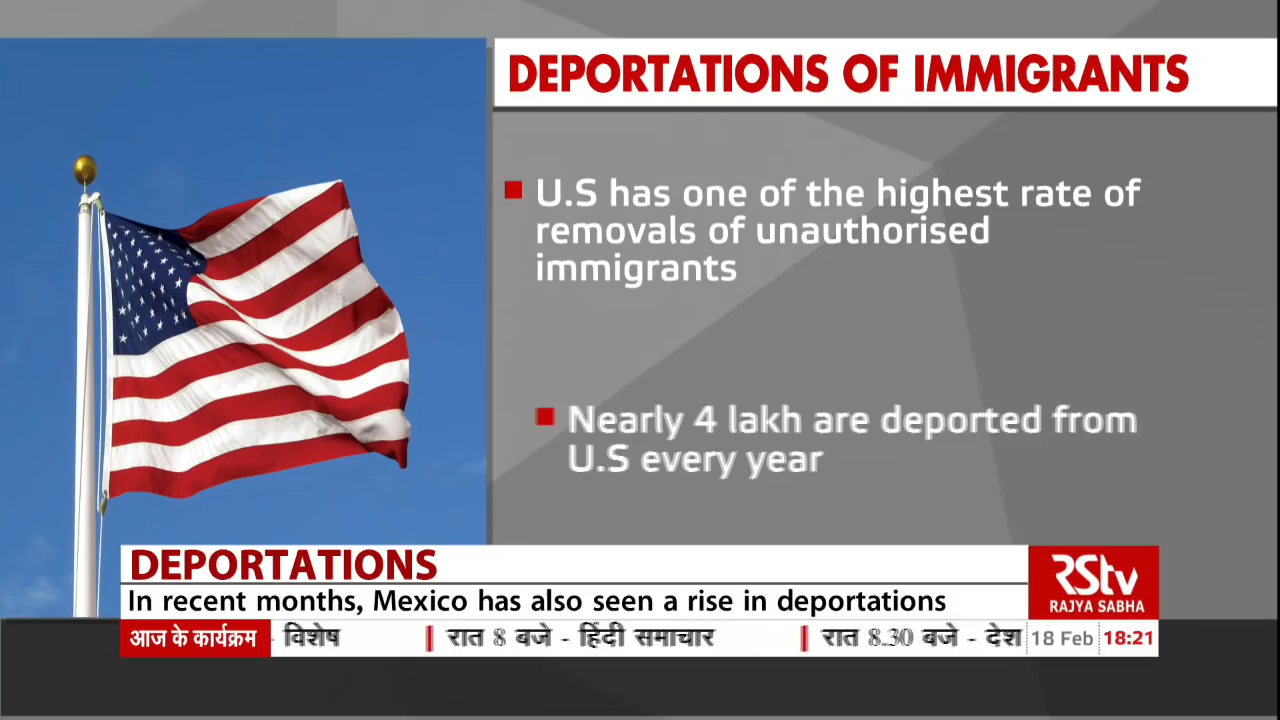 DEPORTATIONS OF IMMIGRANTS
U.S has one of the highest rate of
removals of unauthorised
immigrants
Nearly 4 lakh are deported from
U.S every year
DEPORTATIONS
In recent months, Mexico has also seen a rise in deportations
RSTV
RAJYA SABHA
आज के कार्यक्रम - विशेष | रात 8 बजे - हिंदी समाचार | रात 8.30 बजे - देश 18 Feb 18:21